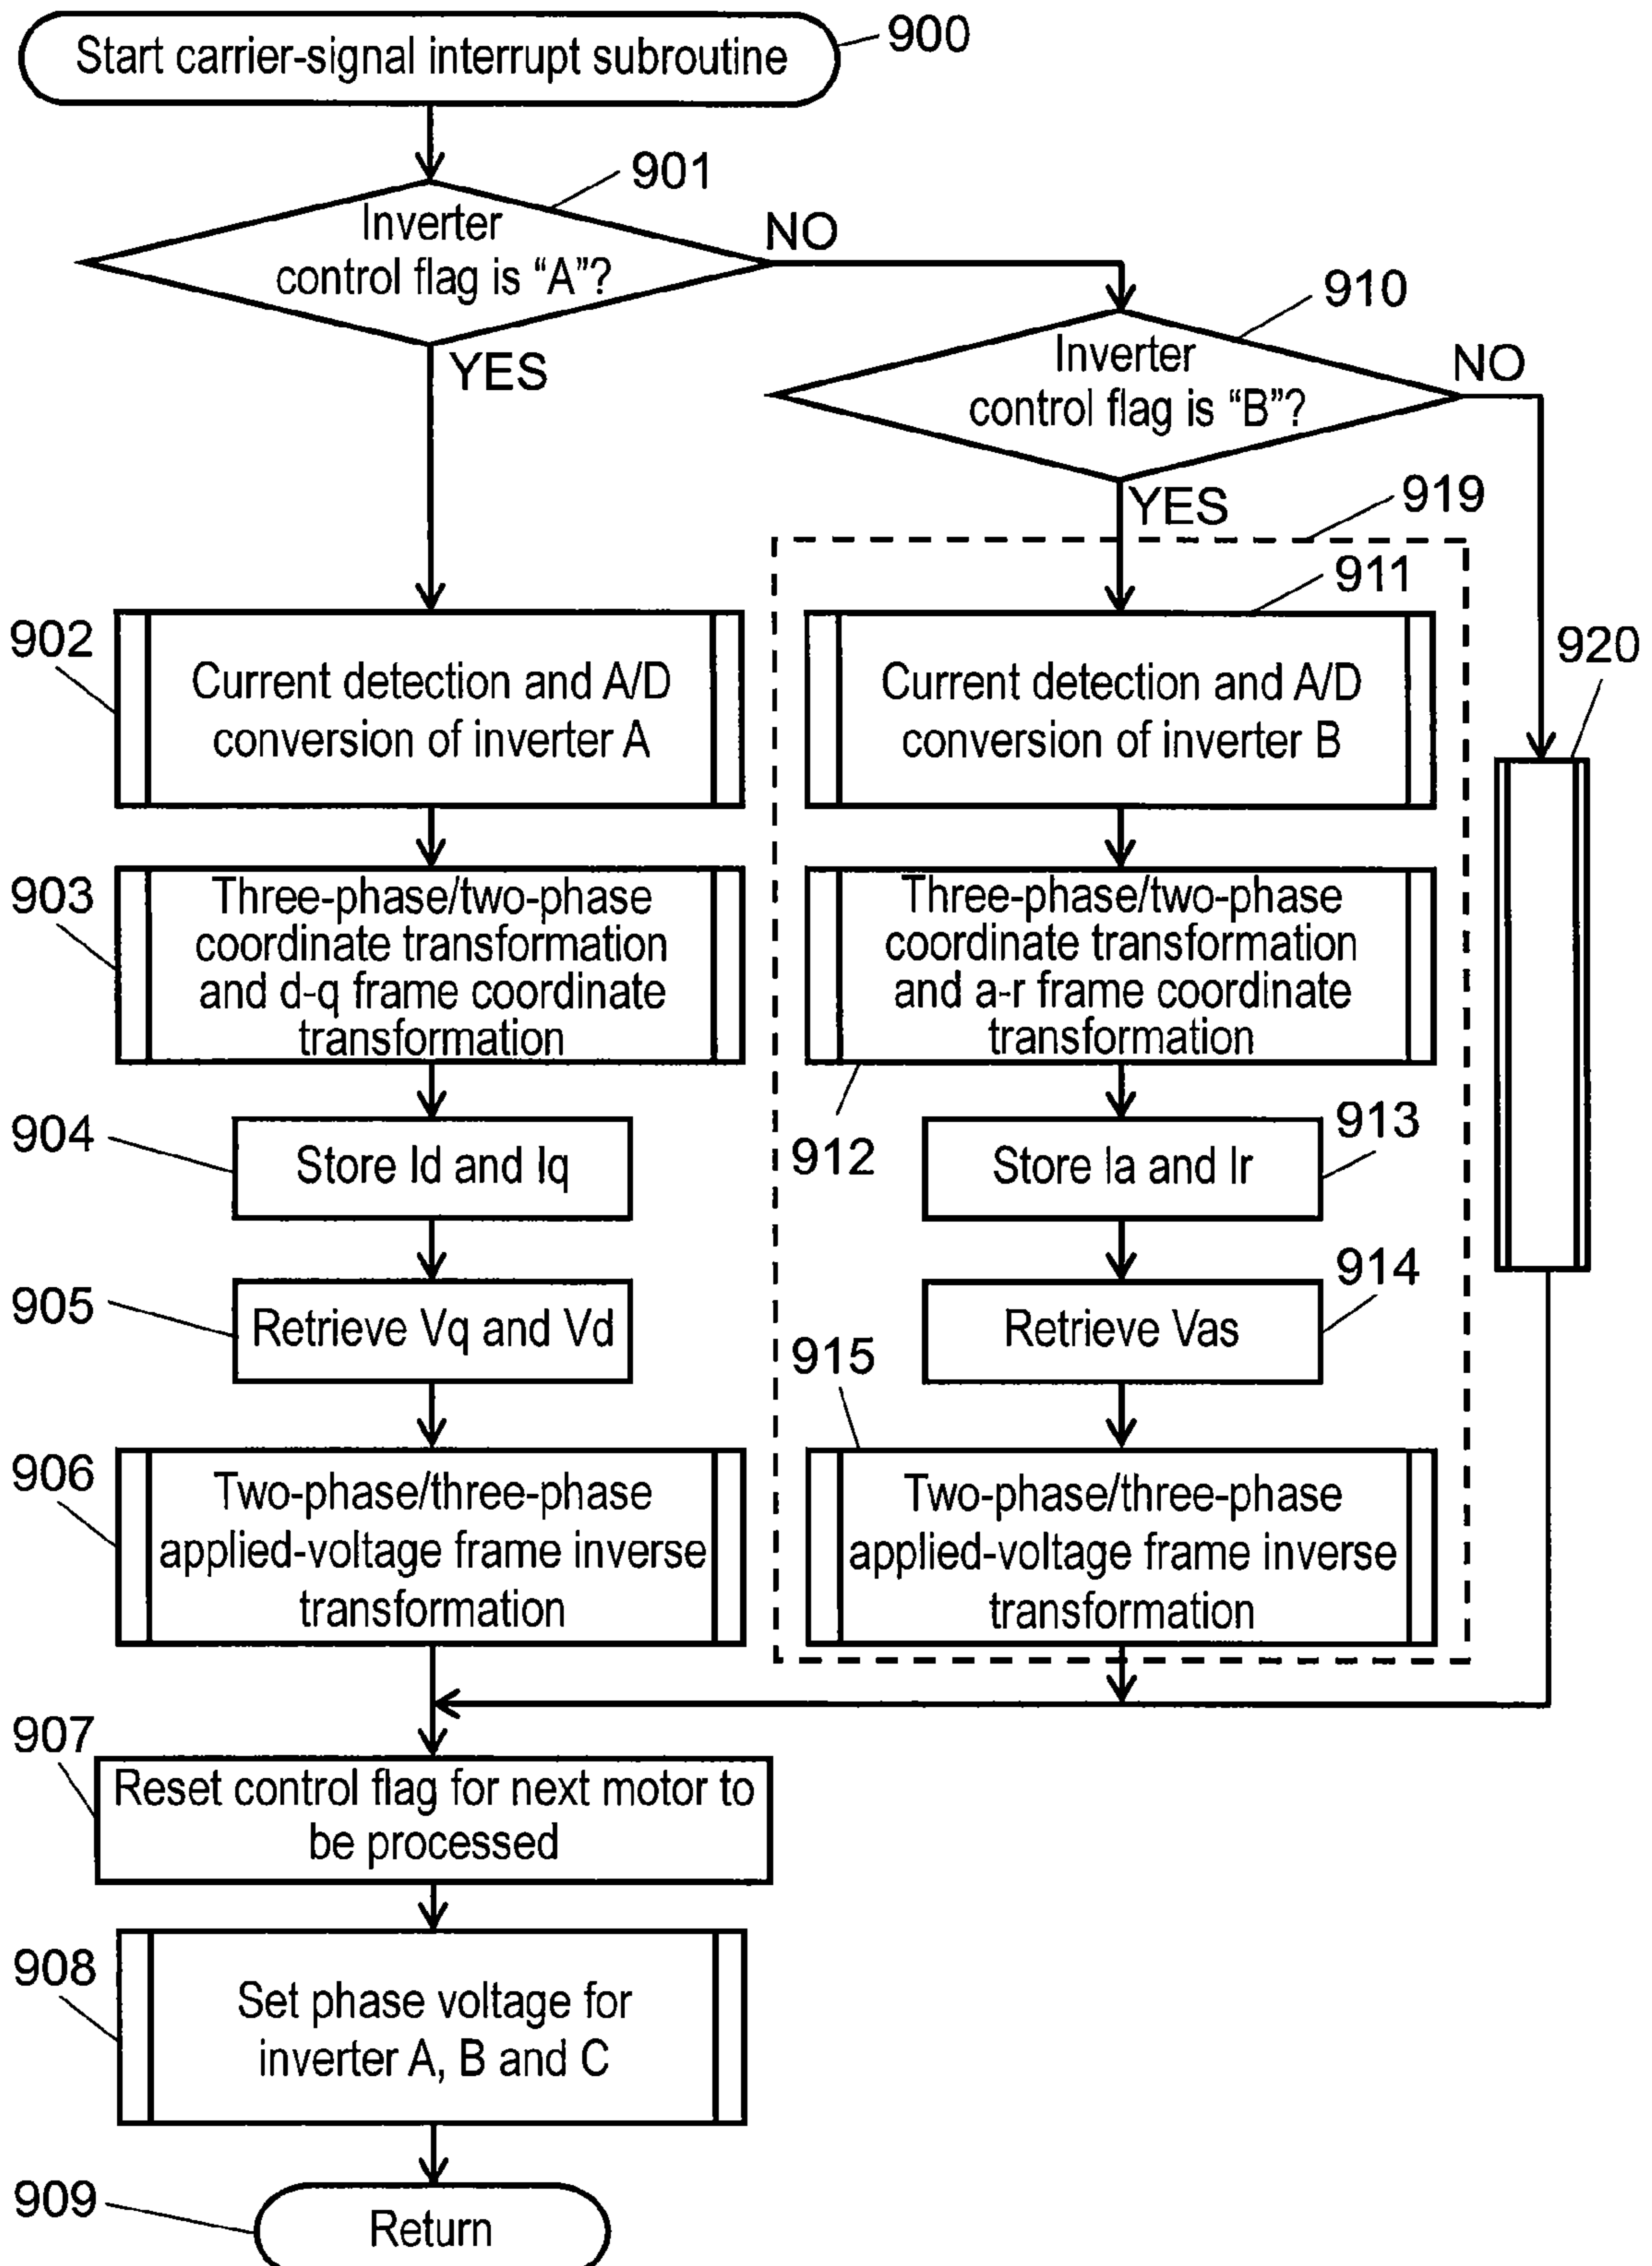 Start carrier-signal interrupt subroutine
900
901
Inverter
control flag is “A”?
NO
YES
910
Inverter
control flag is “B”?
NO
YES
919
902
Current detection and A/D
conversion of inverter A
911
Current detection and A/D
conversion of inverter B
920
903
Three-phase/two-phase
coordinate transformation
and d-q frame coordinate
transformation
Three-phase/two-phase
coordinate transformation
and a-r frame coordinate
transformation
912
904
Store Id and Iq
913
Store Ia and Ir
905
Retrieve Vq and Vd
914
Retrieve Vas
915
906
Two-phase/three-phase
applied-voltage frame inverse
transformation
Two-phase/three-phase
applied-voltage frame inverse
transformation
907
Reset control flag for next motor to
be processed
908
Set phase voltage for
inverter A, B and C
909
Return